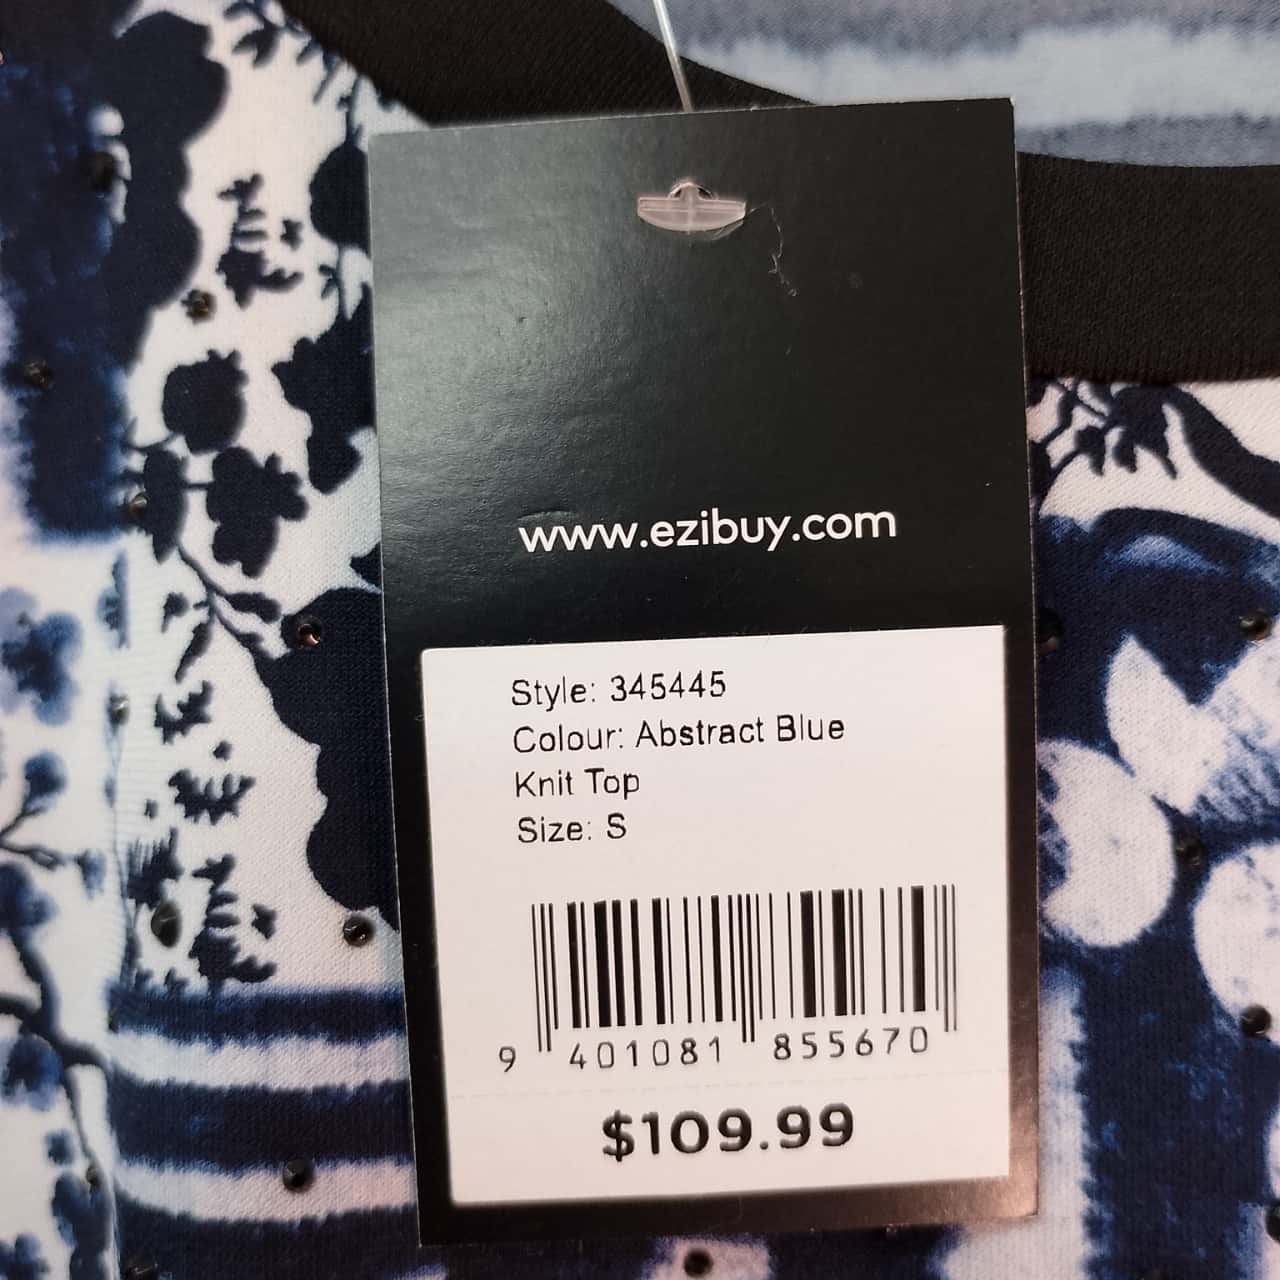 www.ezibuy.com
Style: 345445
Colour: Abstract Blue
Knit Top
Size: S
9 401081 855670
$109.99